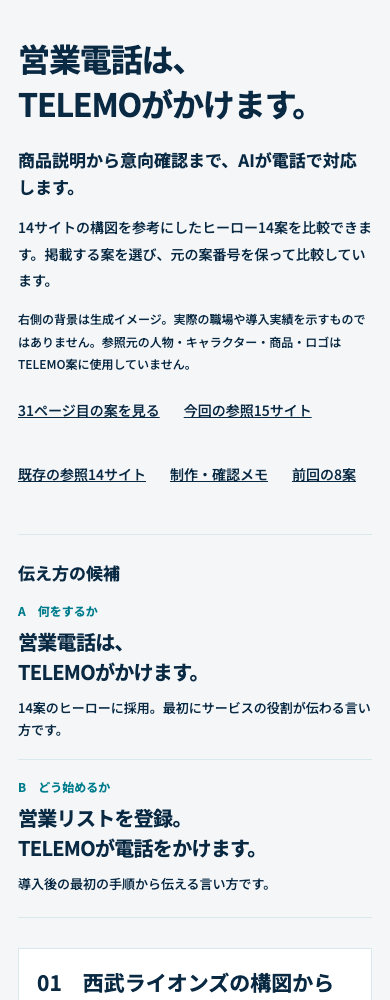 営業電話は、
TELEMOがかけます。
商品説明から意向確認まで、AIが電話で対応
します。
14サイトの構図を参考にしたヒーロー14案を比較できま
す。掲載する案を選び、元の案番号を保って比較してい
ます。
右側の背景は生成イメージ。実際の職場や導入実績を示すもので
はありません。参照元の人物・キャラクター・商品・ロゴは
TELEMO案に使用していません。
31ページ目の案を見る 今回の参照15サイト
既存の参照14サイト 制作・確認メモ 前回の8案
伝え方の候補
A 何をするか
営業電話は、
TELEMOがかけます。
14案のヒーローに採用。最初にサービスの役割が伝わる言い
方です。
B どう始めるか
営業リストを登録。
TELEMOが電話をかけます。
導入後の最初の手順から伝える言い方です。
01 西武ライオンズの構図から